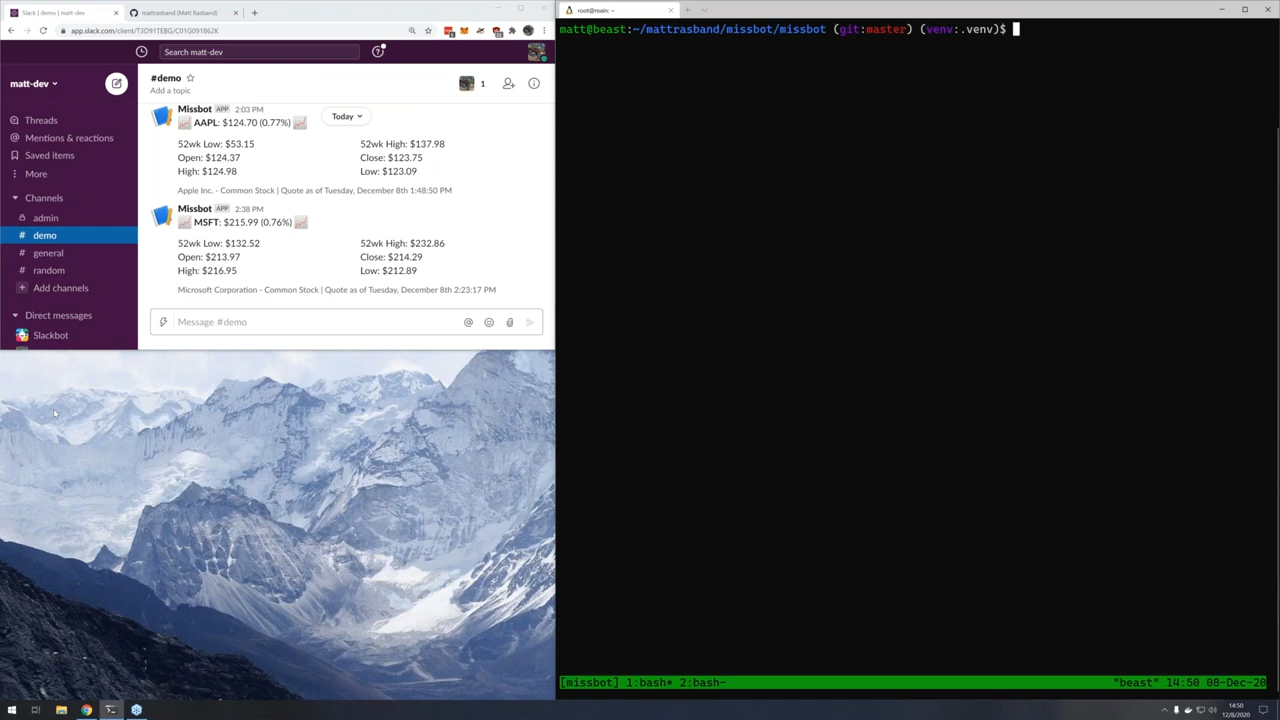 Slack | demo | matt-dev
mattrasband (Matt Rasband)
app.slack.com/client/T3D91TEBG/C01G091862K
Search matt-dev
matt-dev
Threads
Mentions & reactions
Saved items
More
Channels
admin
# demo
# general
# random
Add channels
Direct messages
Slackbot
#demo
Add a topic
1
Today
Missbot APP 2:03 PM
AAPL: $124.70 (0.77%)
52wk Low: $53.15
52wk High: $137.98
Open: $124.37
Close: $123.75
High: $124.98
Low: $123.09
Apple Inc. - Common Stock | Quote as of Tuesday, December 8th 1:48:50 PM
Missbot APP 2:38 PM
MSFT: $215.99 (0.76%)
52wk Low: $132.52
52wk High: $232.86
Open: $213.97
Close: $214.29
High: $216.95
Low: $212.89
Microsoft Corporation - Common Stock | Quote as of Tuesday, December 8th 2:23:17 PM
Message #demo
root@main: ~
matt@beast:~/mattrasband/missbot/missbot (git:master) (venv:.venv)$
[missbot] 1:bash* 2:bash-
"beast" 14:50 08-Dec-20
14:50
12/8/2020